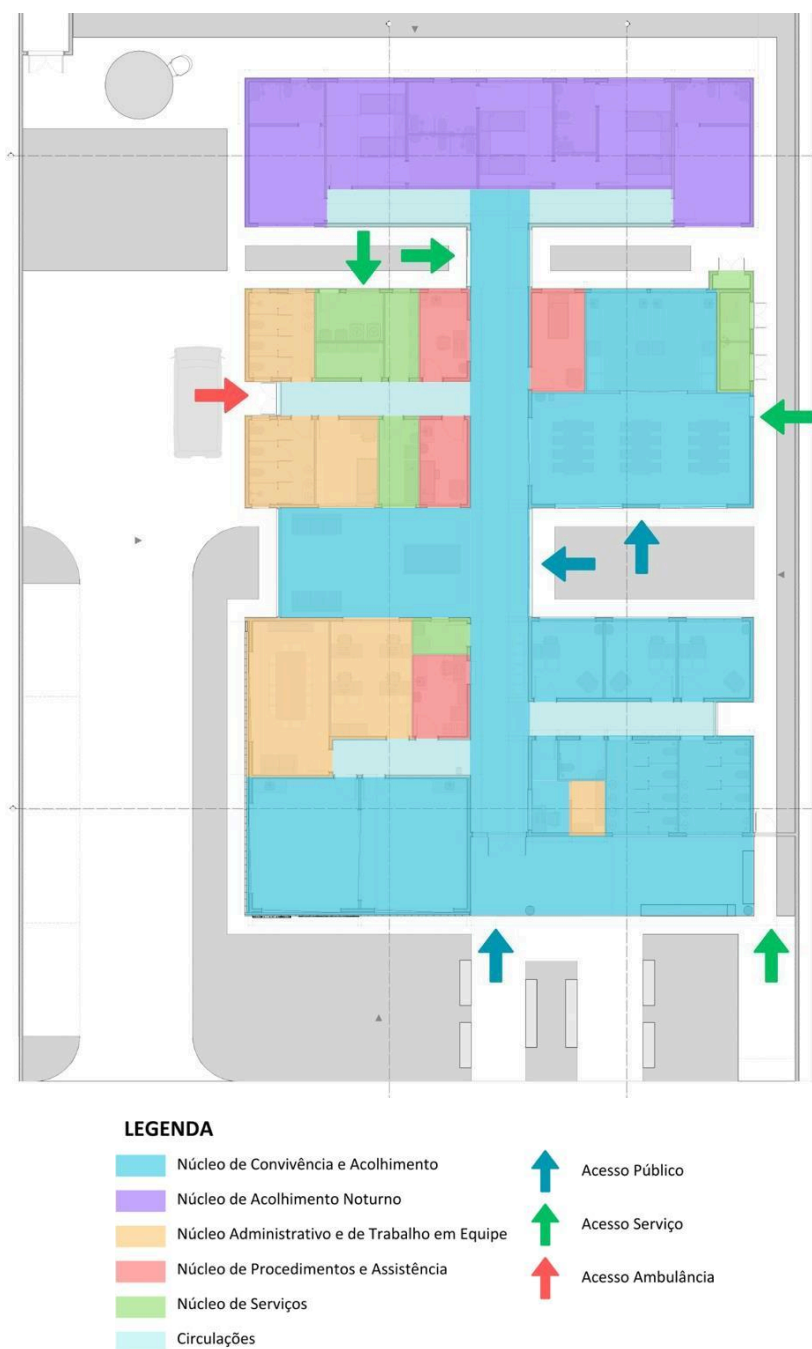 LEGENDA
Núcleo de Convivência e Acolhimento
Núcleo de Acolhimento Noturno
Núcleo Administrativo e de Trabalho em Equipe
Núcleo de Procedimentos e Assistência
Núcleo de Serviços
Circulações
Acesso Público
Acesso Serviço
Acesso Ambulância